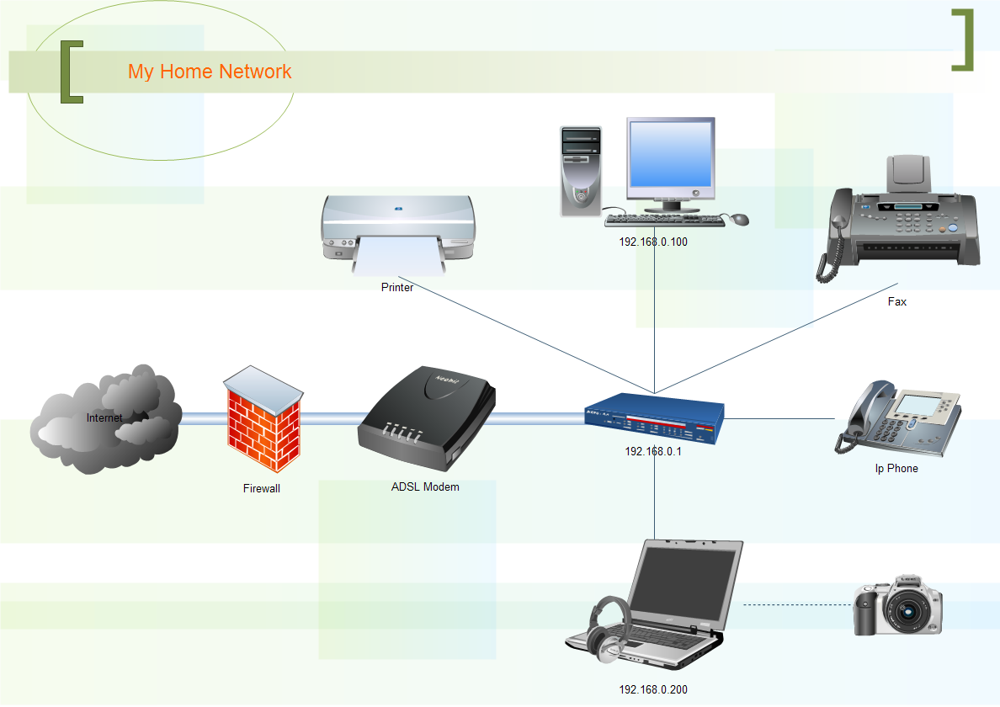 My Home Network
192.168.0.100
Printer
Fax
Internet
192.168.0.1
Ip Phone
Firewall
ADSL Modem
192.168.0.200